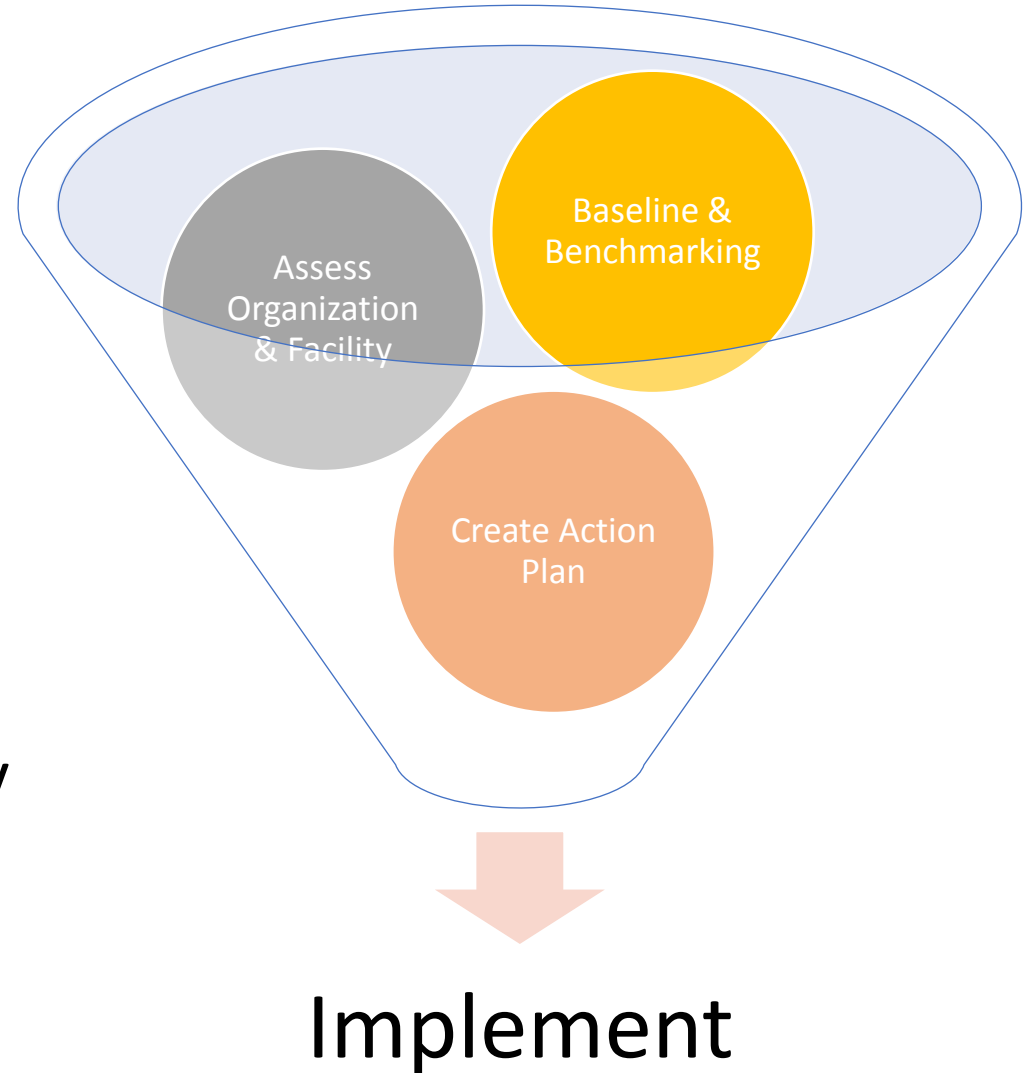 Baseline &
Benchmarking
Assess
Organization
& Facility
Create Action
Plan
y
Implement